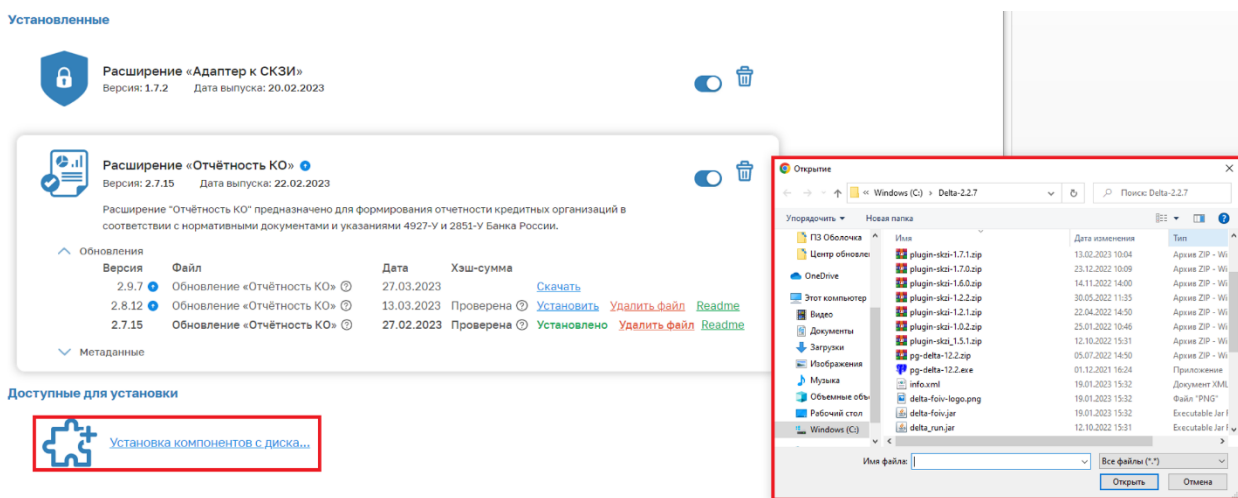 Установленные
Расширение «Адаптер к СКЗИ»
Версия: 1.7.2 Дата выпуска: 20.02.2023
Расширение «Отчётность КО»
Версия: 2.7.15 Дата выпуска: 22.02.2023
Расширение "Отчётность КО" предназначено для формирования отчетности кредитных организаций в
соответствии с нормативными документами и указаниями 4927-У и 2851-У Банка России.
Обновления
Версия Файл Дата Хэш-сумма
2.9.7 Обновление «Отчётность КО» 27.03.2023 Скачать
2.8.12 Обновление «Отчётность КО» 13.03.2023 Проверена Установить Удалить файл Readme
2.7.15 Обновление «Отчётность КО» 27.02.2023 Проверена Установлено Удалить файл Readme
Метаданные
Доступные для установки
Установка компонентов с диска...
Открытие
« Windows (C:) › Delta-2.2.7 Поиск: Delta-2.2.7
Упорядочить Новая папка
ПЗ Оболочка
Центр обновле
OneDrive
Этот компьютер
Видео
Документы
Загрузки
Изображения
Музыка
Объемные объ
Рабочий стол
Windows (C:)
Имя Дата изменения Тип
plugin-skzi-1.7.1.zip 13.02.2023 10:04 Архив ZIP - Wi
plugin-skzi-1.7.0.zip 23.12.2022 10:09 Архив ZIP - Wi
plugin-skzi-1.6.0.zip 14.11.2022 14:00 Архив ZIP - Wi
plugin-skzi-1.2.2.zip 30.05.2022 11:35 Архив ZIP - Wi
plugin-skzi-1.2.1.zip 22.04.2022 14:50 Архив ZIP - Wi
plugin-skzi-1.0.2.zip 25.01.2022 10:46 Архив ZIP - Wi
plugin-skzi_1.5.1.zip 12.10.2022 15:31 Архив ZIP - Wi
pg-delta-12.2.zip 05.07.2022 14:50 Архив ZIP - Wi
pg-delta-12.2.exe 01.12.2021 16:24 Приложение
info.xml 19.01.2023 15:32 Документ XML
delta-foiv-logo.png 19.01.2023 15:32 Файл "PNG"
delta-foiv.jar 19.01.2023 15:32 Executable Jar F
delta_run.jar 12.10.2022 15:31 Executable Jar F
Имя файла: Все файлы (*.*)
Открыть Отмена